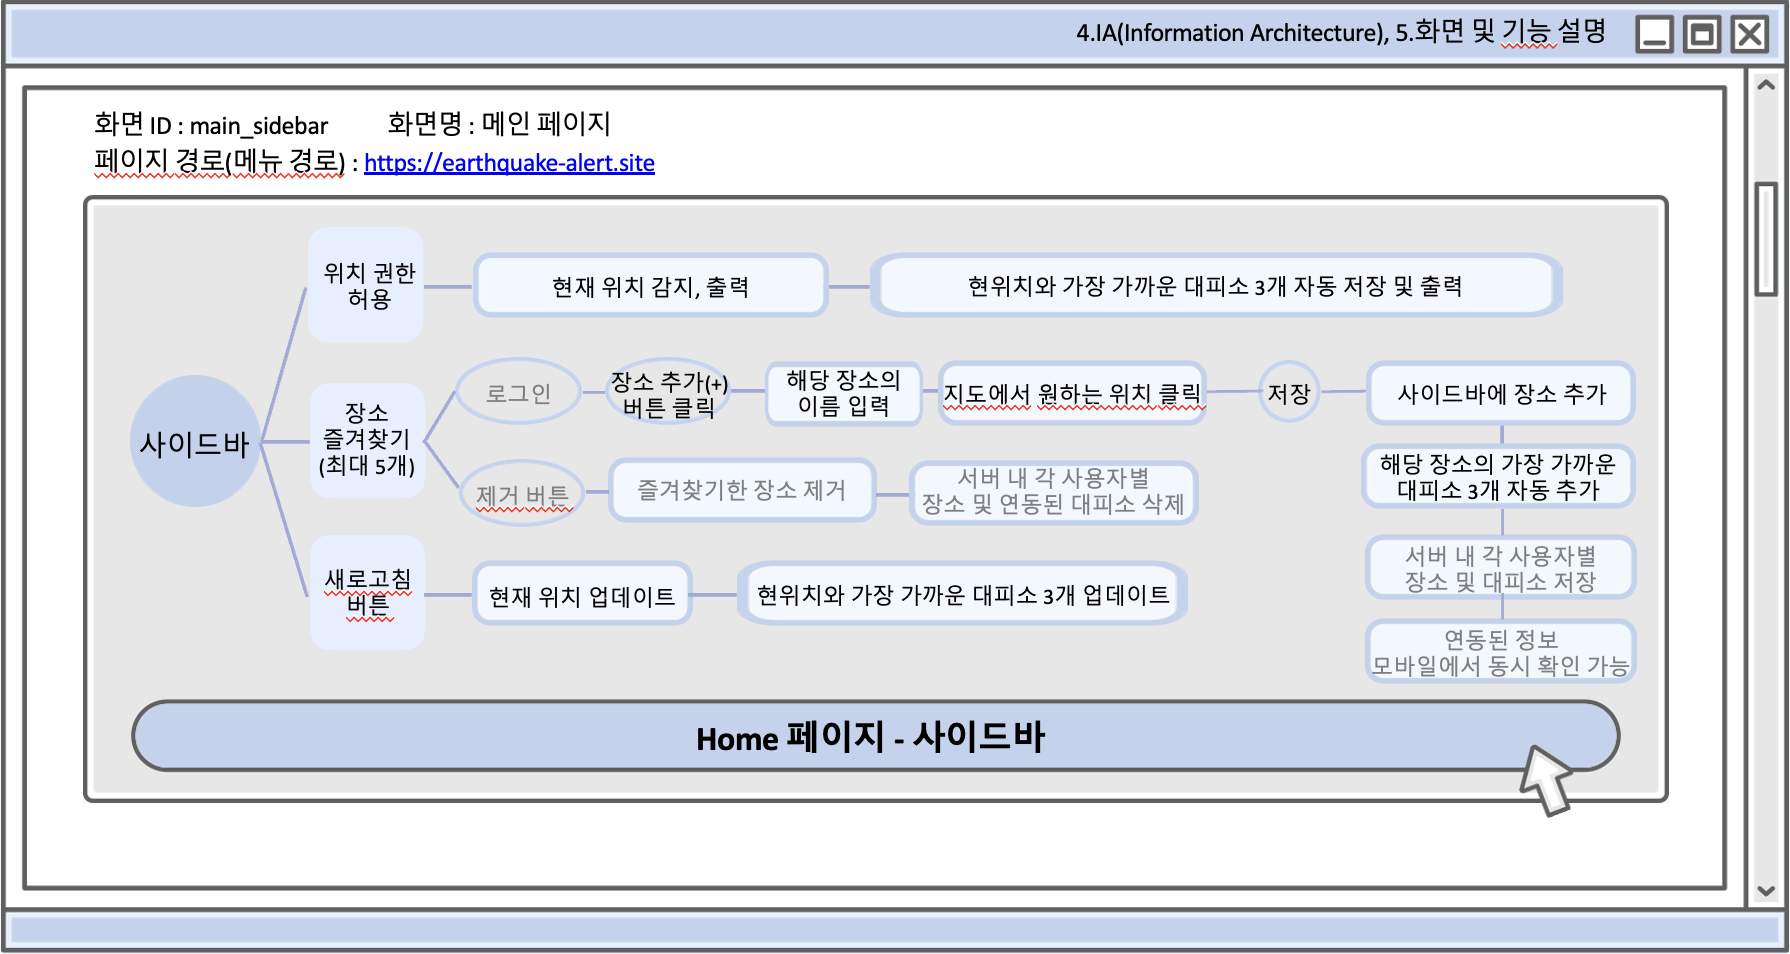 4.IA(Information Architecture), 5.화면 및 기능 설명
화면 ID : main_sidebar 화면명 : 메인 페이지
페이지 경로(메뉴 경로) : https://earthquake-alert.site
사이드바
위치 권한
허용
현재 위치 감지, 출력
현위치와 가장 가까운 대피소 3개 자동 저장 및 출력
장소
즐겨찾기
(최대 5개)
로그인
장소 추가(+)
버튼 클릭
해당 장소의
이름 입력
지도에서 원하는 위치 클릭
저장
사이드바에 장소 추가
해당 장소의 가장 가까운
대피소 3개 자동 추가
서버 내 각 사용자별
장소 및 대피소 저장
연동된 정보
모바일에서 동시 확인 가능
제거 버튼
즐겨찾기한 장소 제거
서버 내 각 사용자별
장소 및 연동된 대피소 삭제
새로고침
버튼
현재 위치 업데이트
현위치와 가장 가까운 대피소 3개 업데이트
Home 페이지 - 사이드바